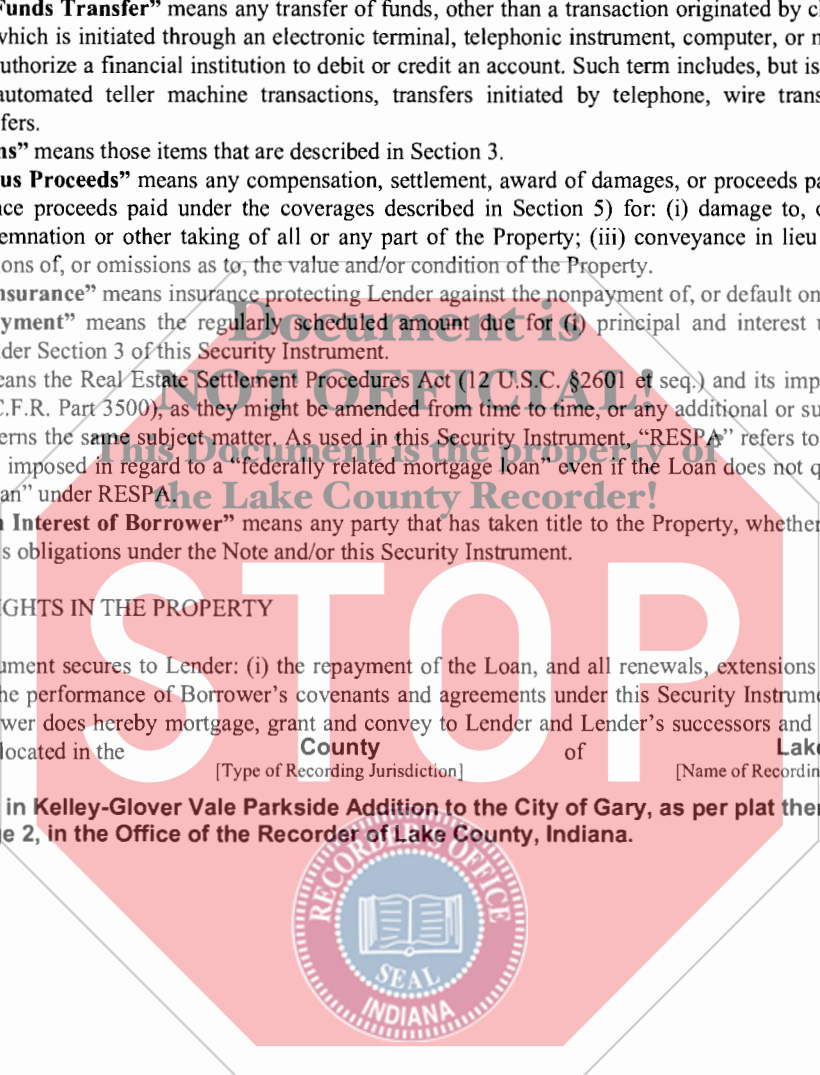 Funds Transfer” means any transfer of funds, other than a transaction originated by
which is initiated through an electronic terminal, telephonic instrument, computer, or
uthorize a financial institution to debit or credit an account. Such term includes, but is
automated teller machine transactions, transfers initiated by telephone, wire trans
fers.
ns” means those items that are described in Section 3.
us Proceeds” means any compensation, settlement, award of damages, or proceeds pa
nce proceeds paid under the coverages described in Section 5) for: (i) damage to,
emnation or other taking of all or any part of the Property; (iii) conveyance in lieu
ons of, or omissions as to, the value and/or condition of the Property.
nsurance” means insurance protecting Lender against the nonpayment of, or default on
yment” means the regularly scheduled amount due for (i) principal and interest
der Section 3 of this Security Instrument.
eans the Real Estate Settlement Procedures Act (12 U.S.C. §2601 et seq.) and its imp
C.F.R. Part 3500), as they might be amended from time to time, or any additional or su
erns the same subject matter. As used in this Security Instrument, “RESPA” refers to
imposed in regard to a “federally related mortgage loan” even if the Loan does not q
an” under RESPA.
n Interest of Borrower” means any party that has taken title to the Property, whether
s obligations under the Note and/or this Security Instrument.
Document is
NOT OFFICIAL!
This Document is the property of
the Lake County Recorder!
STOP
GHTS IN THE PROPERTY
ument secures to Lender: (i) the repayment of the Loan, and all renewals, extensions
he performance of Borrower’s covenants and agreements under this Security Instrume
wer does hereby mortgage, grant and convey to Lender and Lender’s successors and
located in the County of Lake
[Type of Recording Jurisdiction] [Name of Recordin
in Kelley-Glover Vale Parkside Addition to the City of Gary, as per plat ther
e 2, in the Office of the Recorder of Lake County, Indiana.
RECORDER'S OFFICE
SEAL
INDIANA